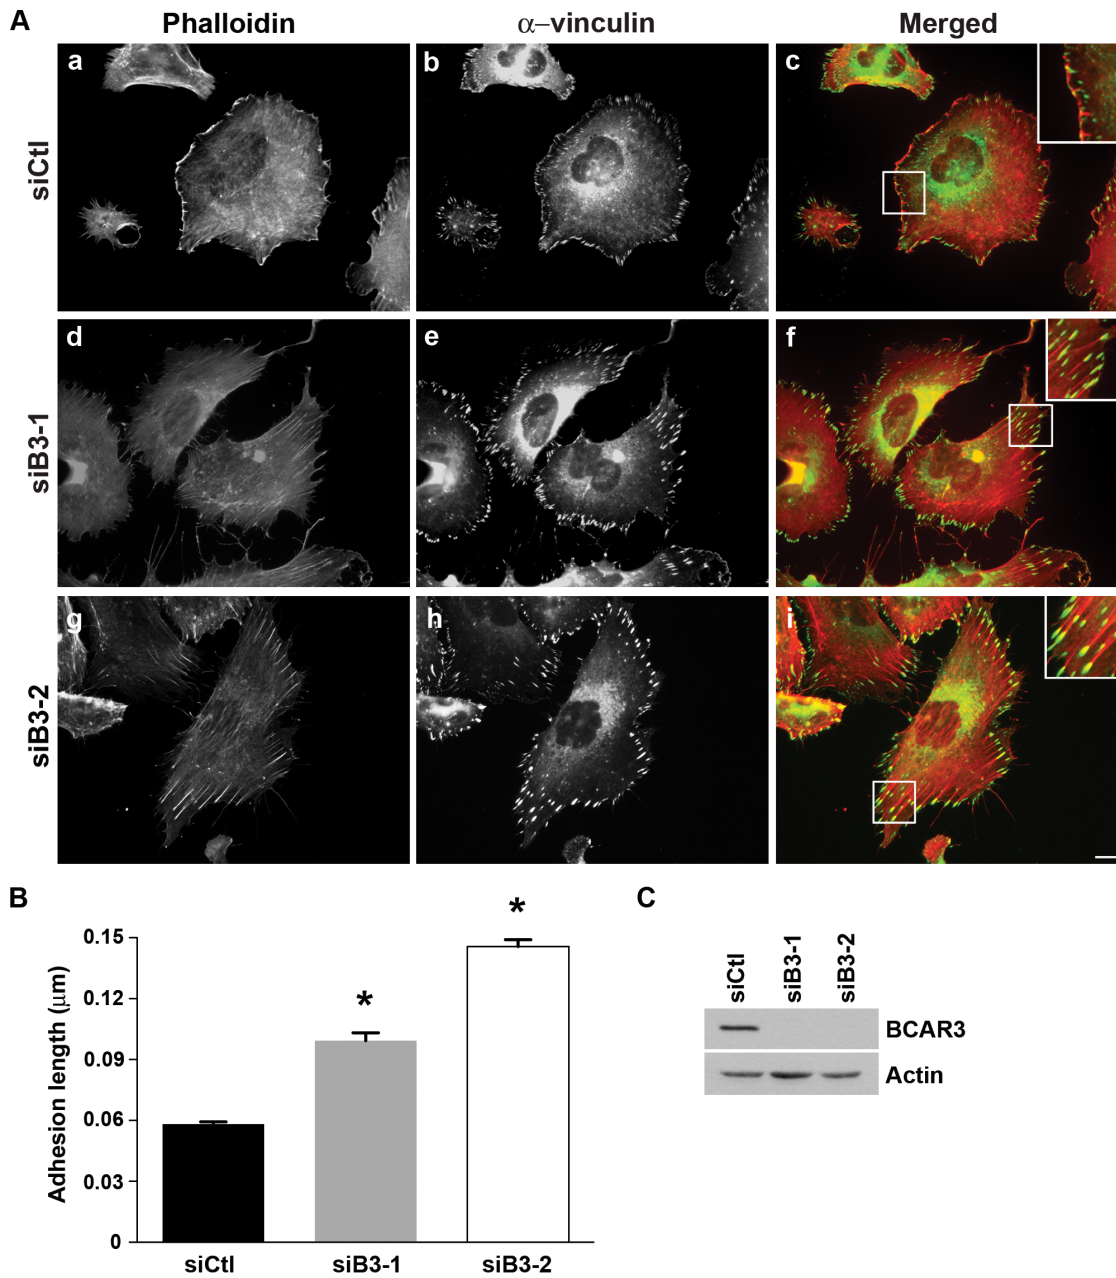 A
Phalloidin
α–vinculin
Merged
siCtl
a
b
c
siB3-1
d
e
f
siB3-2
g
h
i
B
Adhesion length (μm)
0.15
0.12
0.09
0.06
0.03
0
*
*
siCtl
siB3-1
siB3-2
C
siCtl
siB3-1
siB3-2
BCAR3
Actin